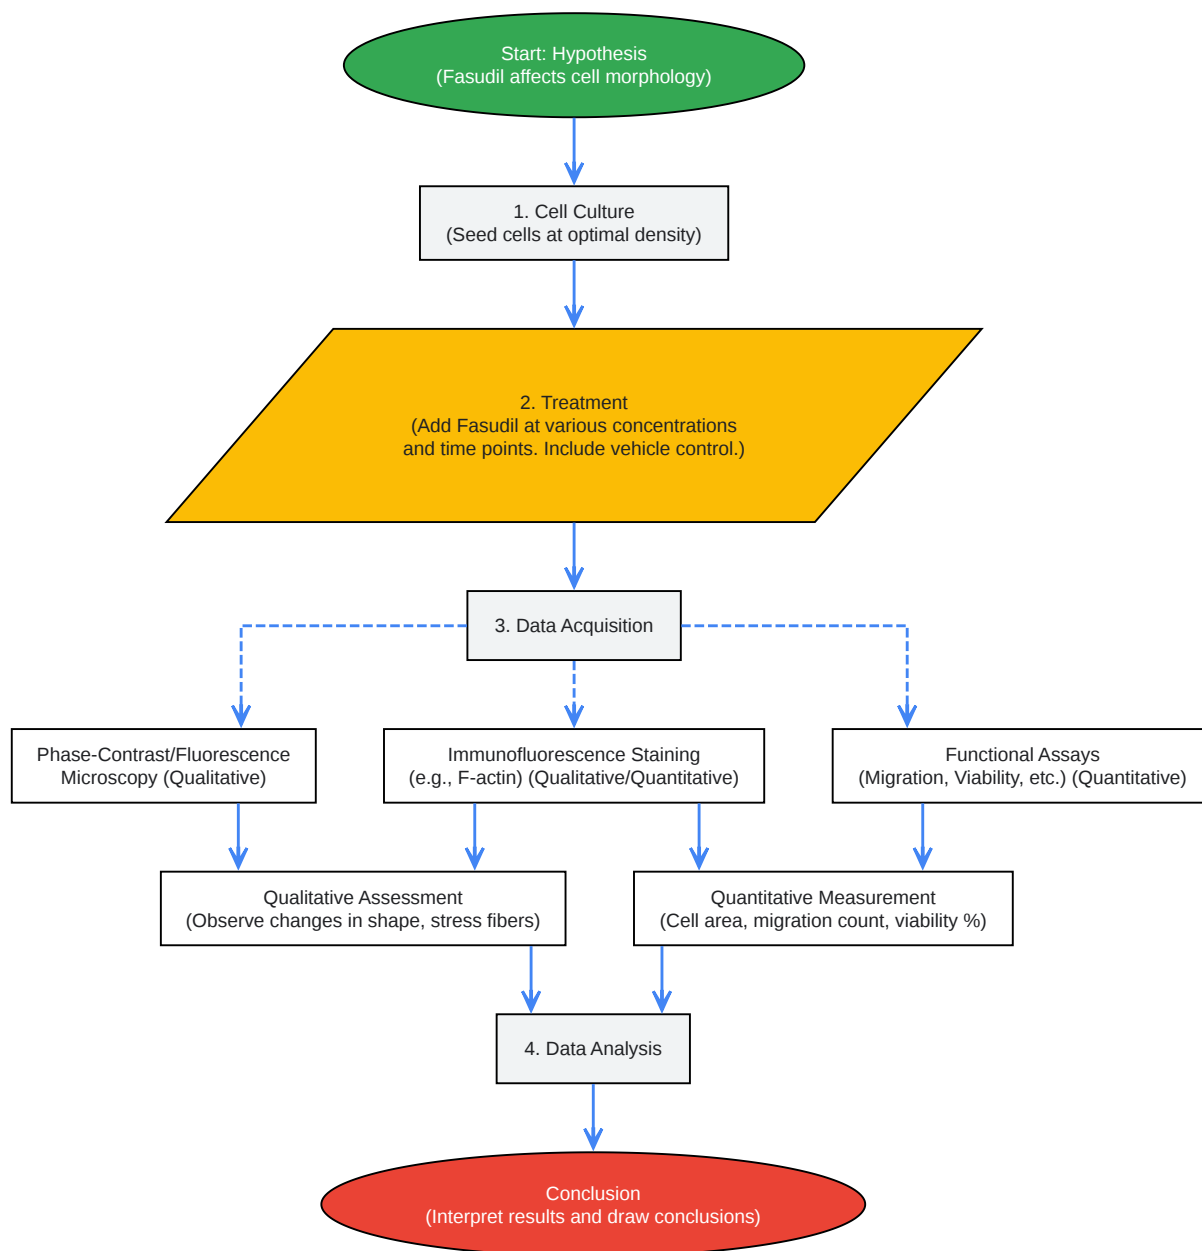 Start: Hypothesis
(Fasudil affects cell morphology)
1. Cell Culture
(Seed cells at optimal density)
2. Treatment
(Add Fasudil at various concentrations
and time points. Include vehicle control.)
3. Data Acquisition
Phase-Contrast/Fluorescence
Microscopy (Qualitative)
Immunofluorescence Staining
(e.g., F-actin) (Qualitative/Quantitative)
Functional Assays
(Migration, Viability, etc.) (Quantitative)
Qualitative Assessment
(Observe changes in shape, stress fibers)
Quantitative Measurement
(Cell area, migration count, viability %)
4. Data Analysis
Conclusion
(Interpret results and draw conclusions)